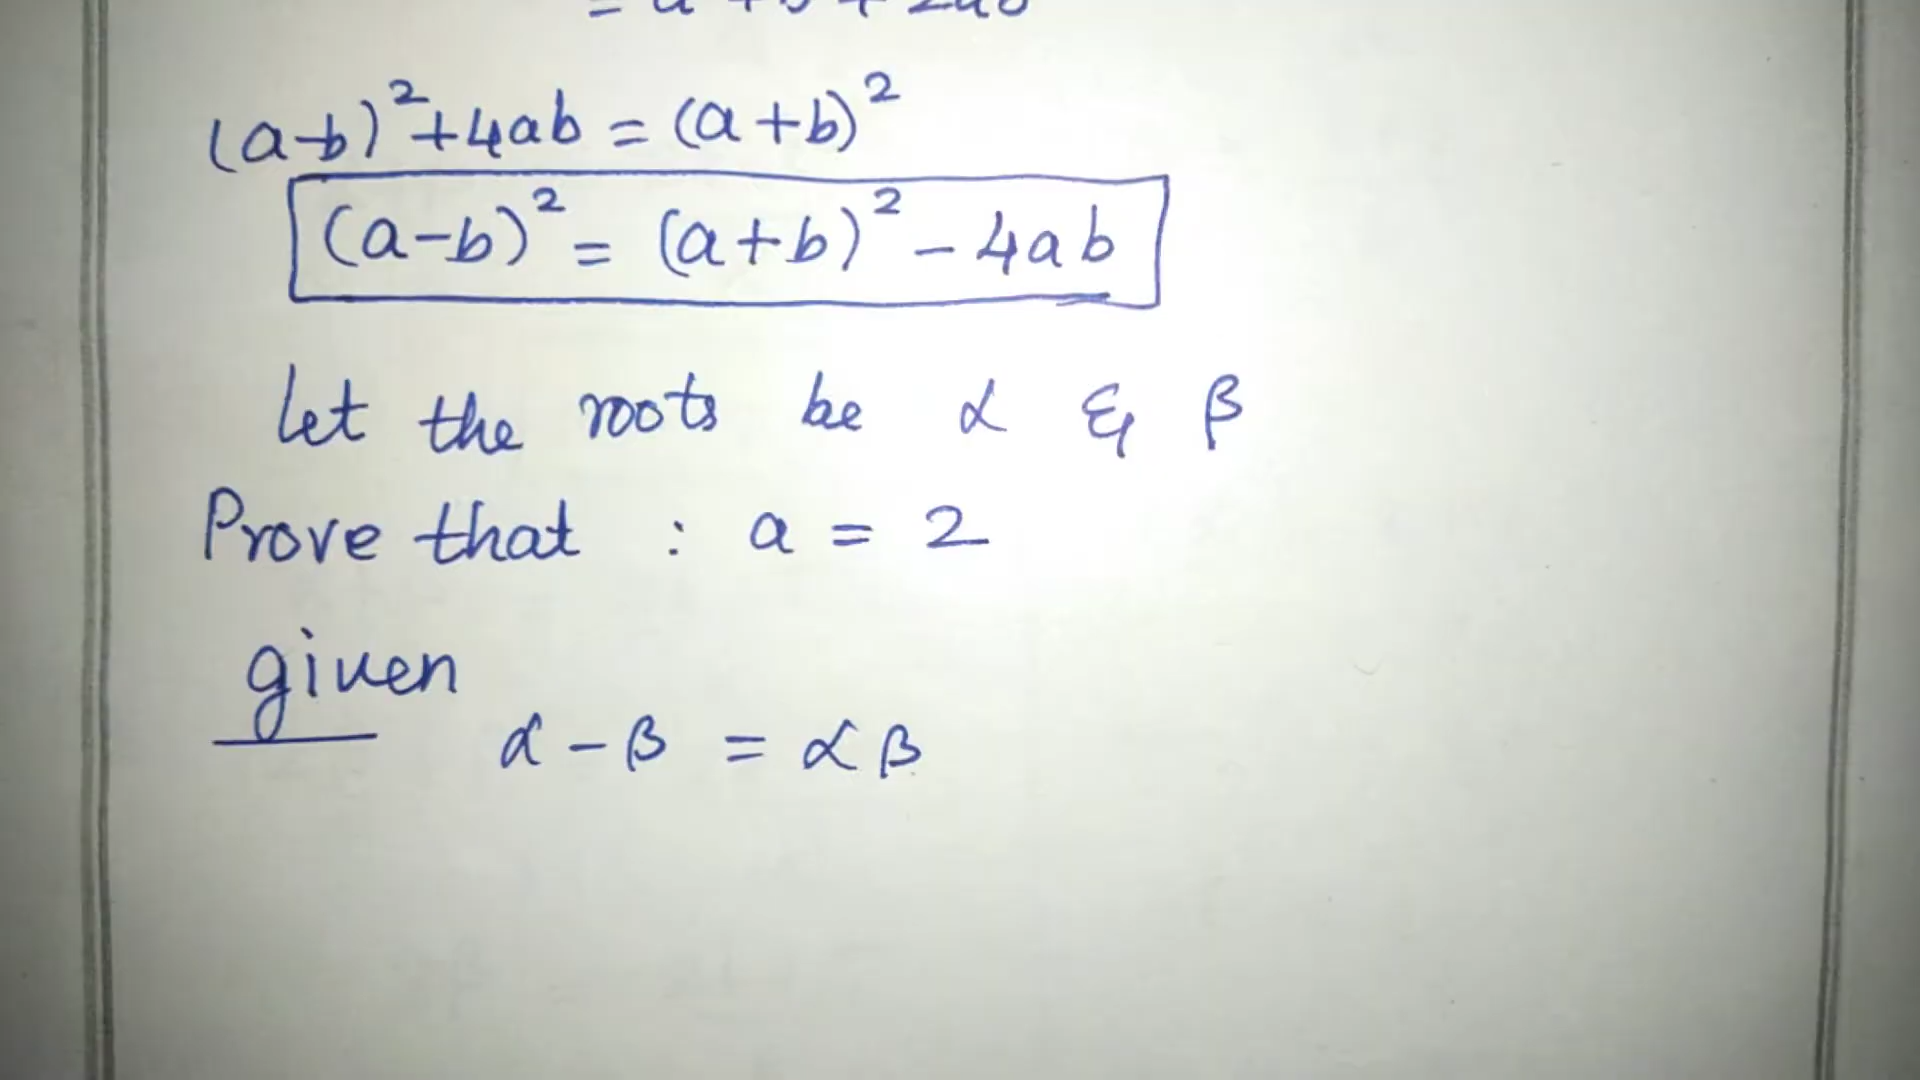 (a-b)²+4ab = (a+b)²
(a-b)² = (a+b)² - 4ab
Let the roots be α & β
Prove that : a = 2
given
α - β = αβ